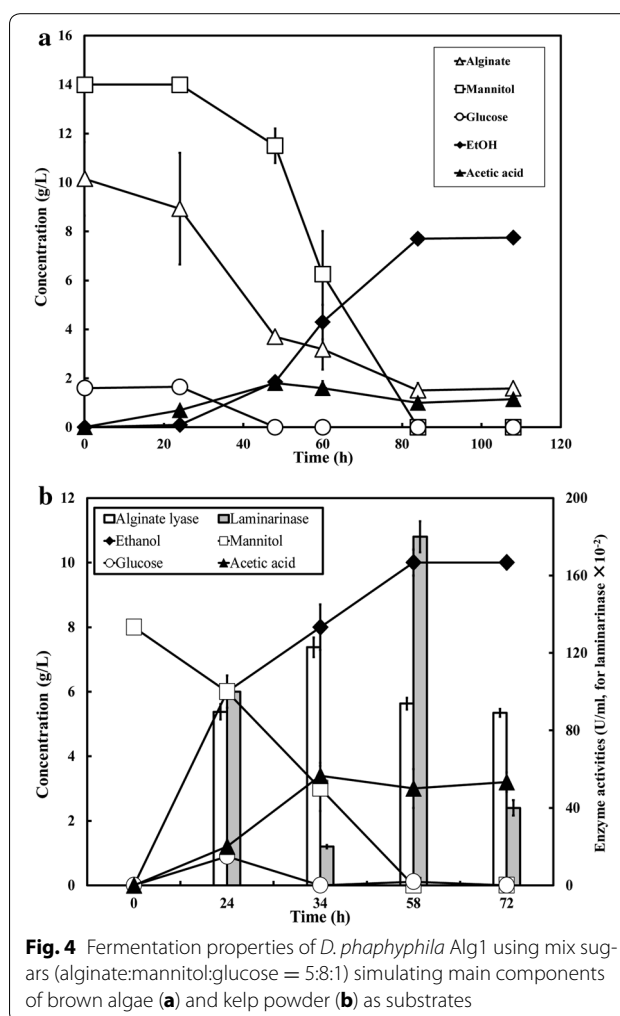 a
16
14
12
10
8
6
4
2
0
Concentration (g/L)
Alginate
Mannitol
Glucose
EtOH
Acetic acid
0 20 40 60 80 100 120
Time (h)
b
12
10
8
6
4
2
0
Concentration (g/L)
Alginate lyase Laminarinase
Ethanol Mannitol
Glucose Acetic acid
200
160
120
80
40
0
Enzyme activities (U/ml, for laminarinase ×10-2)
0 24 34 58 72
Time (h)
Fig. 4 Fermentation properties of D. phaphyphila Alg1 using mix sug-
ars (alginate:mannitol:glucose = 5:8:1) simulating main components
of brown algae (a) and kelp powder (b) as substrates